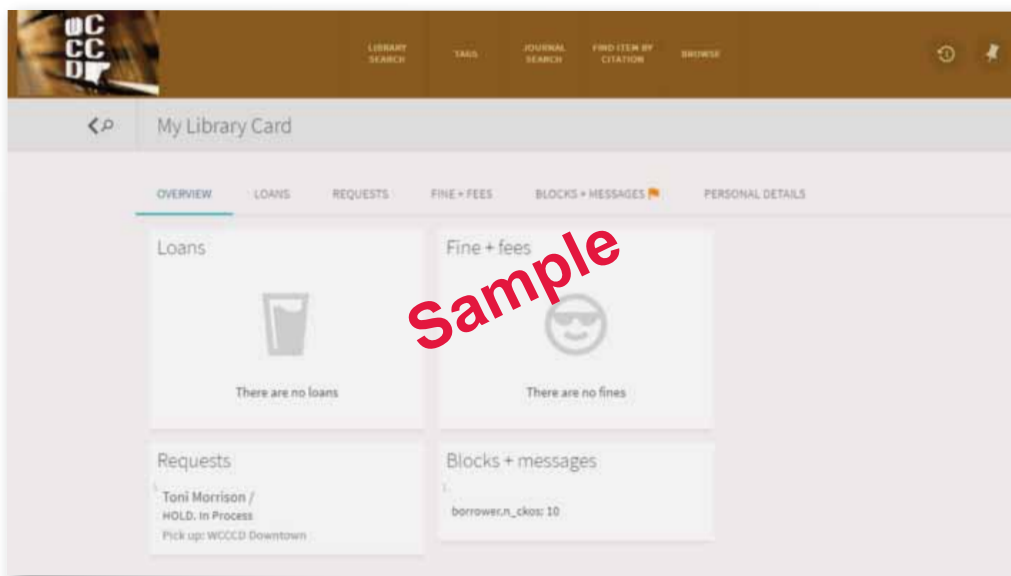 WC
CC
D
LIBRARY SEARCH
TAGS
JOURNAL SEARCH
FIND ITEM BY CITATION
BROWSE
My Library Card
OVERVIEW
LOANS
REQUESTS
FINE + FEES
BLOCKS + MESSAGES
PERSONAL DETAILS
Loans
There are no loans
Fine + fees
There are no fines
Sample
Requests
1.
Toni Morrison /
HOLD. In Process
Pick up: WCCCD Downtown
Blocks + messages
1.
borrower.n_ckos: 10